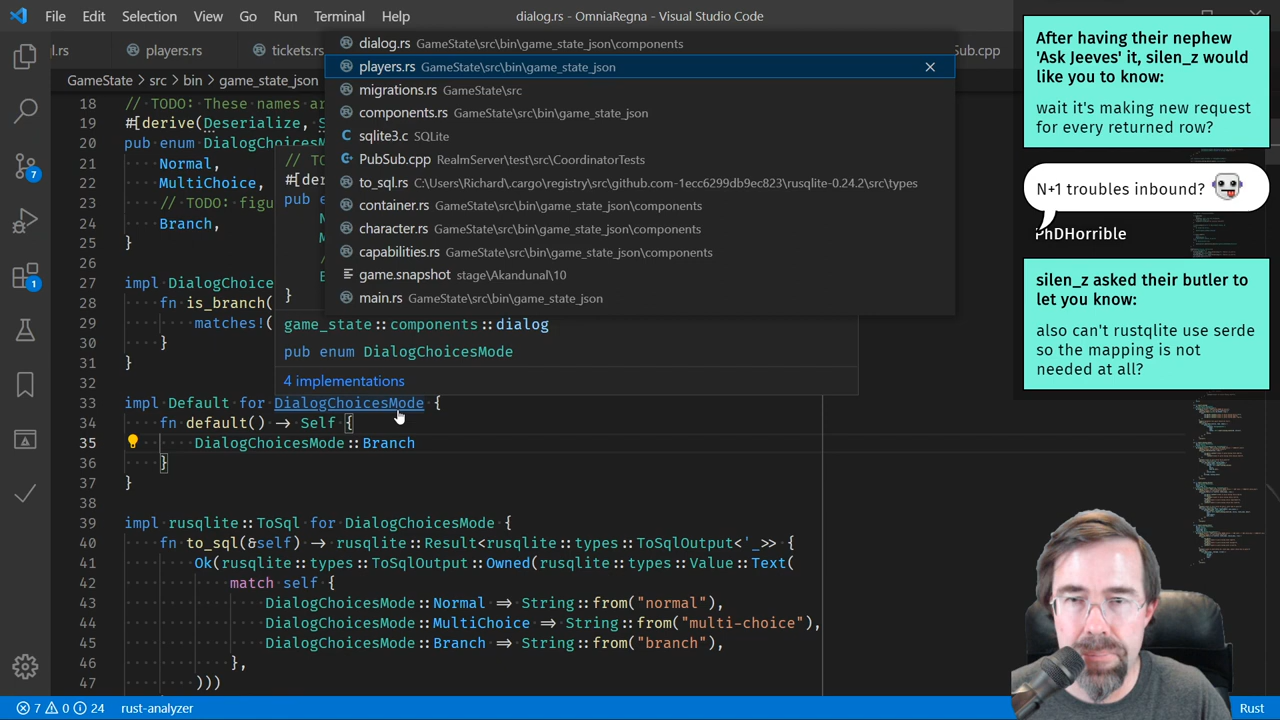 File Edit Selection View Go Run Terminal Help
dialog.rs - OmniaRegna - Visual Studio Code
l.rs players.rs tickets.rs Sub.cpp
GameState > src > bin > game_state_json
dialog.rs GameState\src\bin\game_state_json\components
players.rs GameState\src\bin\game_state_json
migrations.rs GameState\src
components.rs GameState\src\bin\game_state_json
sqlite3.c SQLite
PubSub.cpp RealmServer\test\src\CoordinatorTests
to_sql.rs C:\Users\Richard\.cargo\registry\src\github.com-1ecc6299db9ec823\rusqlite-0.24.2\src\types
container.rs GameState\src\bin\game_state_json\components
character.rs GameState\src\bin\game_state_json\components
capabilities.rs GameState\src\bin\game_state_json\components
game.snapshot stage\Akandunal\10
main.rs GameState\src\bin\game_state_json
18 // TODO: These names ar
19 #[derive(Deserialize, S
20 pub enum DialogChoicesM
21 Normal,
22 MultiChoice,
23 // TODO: figu
24 Branch,
25 }
26
27 impl DialogChoice
28 fn is_branch(
29 matches!(
30 }
31 }
32
33 impl Default for DialogChoicesMode {
34 fn default() → Self {
35 DialogChoicesMode::Branch
36 }
37 }
38
39 impl rusqlite::ToSql for DialogChoicesMode {
40 fn to_sql(&self) → rusqlite::Result<rusqlite::types::ToSqlOutput<'_>> {
41 Ok(rusqlite::types::ToSqlOutput::Owned(rusqlite::types::Value::Text(
42 match self {
43 DialogChoicesMode::Normal ⇒ String::from("normal"),
44 DialogChoicesMode::MultiChoice ⇒ String::from("multi-choice"),
45 DialogChoicesMode::Branch ⇒ String::from("branch"),
46 },
47 )))
// TO
#[der
pub e
N
}
game_state::components::dialog
pub enum DialogChoicesMode
4 implementations
After having their nephew
'Ask Jeeves' it, silen_z would
like you to know:
wait it's making new request
for every returned row?
N+1 troubles inbound?
PhDHorrible
silen_z asked their butler to
let you know:
also can't rustqlite use serde
so the mapping is not
needed at all?
7
1
7 0 24 rust-analyzer
Rust